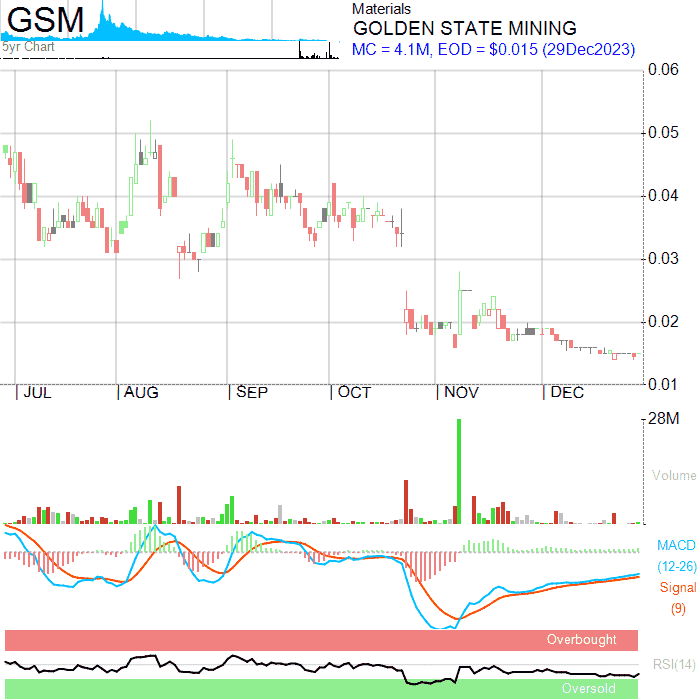 GSM
5yr Chart
Materials
GOLDEN STATE MINING
MC = 4.1M, EOD = $0.015 (29Dec2023)
0.06
0.05
0.04
0.03
0.02
0.01
JUL AUG SEP OCT NOV DEC
28M
Volume
MACD
(12-26)
Signal
(9)
Overbought
RSI(14)
Oversold